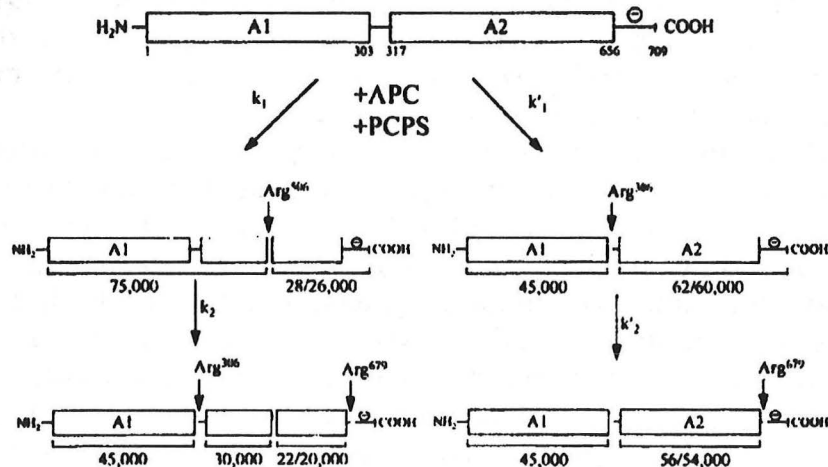 H₂N A1 A2 ⊖ COOH
1 303 317 656 709
k₁ +APC k'₁
+PCPS
Arg⁵⁰⁶ Arg³⁰⁶
NH₂ A1 ⊖ COOH NH₂ A1 A2 ⊖ COOH
75,000 28/26,000 45,000 62/60,000
k₂ k'₂
Arg³⁰⁶ Arg⁶⁷⁹ Arg⁶⁷⁹
NH₂ A1 ⊖ COOH NH₂ A1 A2 ⊖ COOH
45,000 30,000 22/20,000 45,000 56/54,000